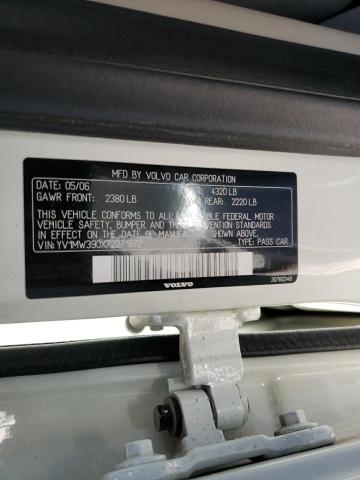 MFD BY VOLVO CAR CORPORATION
DATE: 05/06 4320 LB
GAWR FRONT: 2380 LB REAR: 2220 LB
THIS VEHICLE CONFORMS TO ALL FEDERAL MOTOR
VEHICLE SAFETY, BUMPER AND STANDARDS
IN EFFECT ON THE DATE OF MANUFACTURE SHOWN ABOVE.
VIN: TYPE: PASS CAR
VOLVO